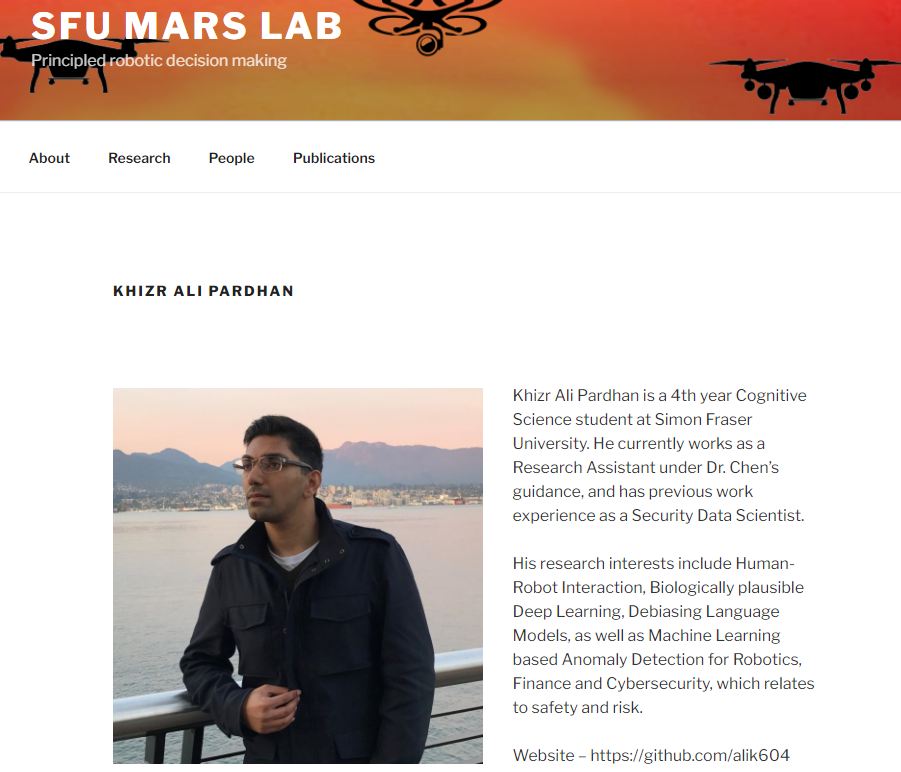 SFU MARS LAB
Principled robotic decision making
About Research People Publications
KHIZR ALI PARDHAN
Khizr Ali Pardhan is a 4th year Cognitive
Science student at Simon Fraser
University. He currently works as a
Research Assistant under Dr. Chen's
guidance, and has previous work
experience as a Security Data Scientist.
His research interests include Human-
Robot Interaction, Biologically plausible
Deep Learning, Debiasing Language
Models, as well as Machine Learning
based Anomaly Detection for Robotics,
Finance and Cybersecurity, which relates
to safety and risk.
Website – https://github.com/alik604